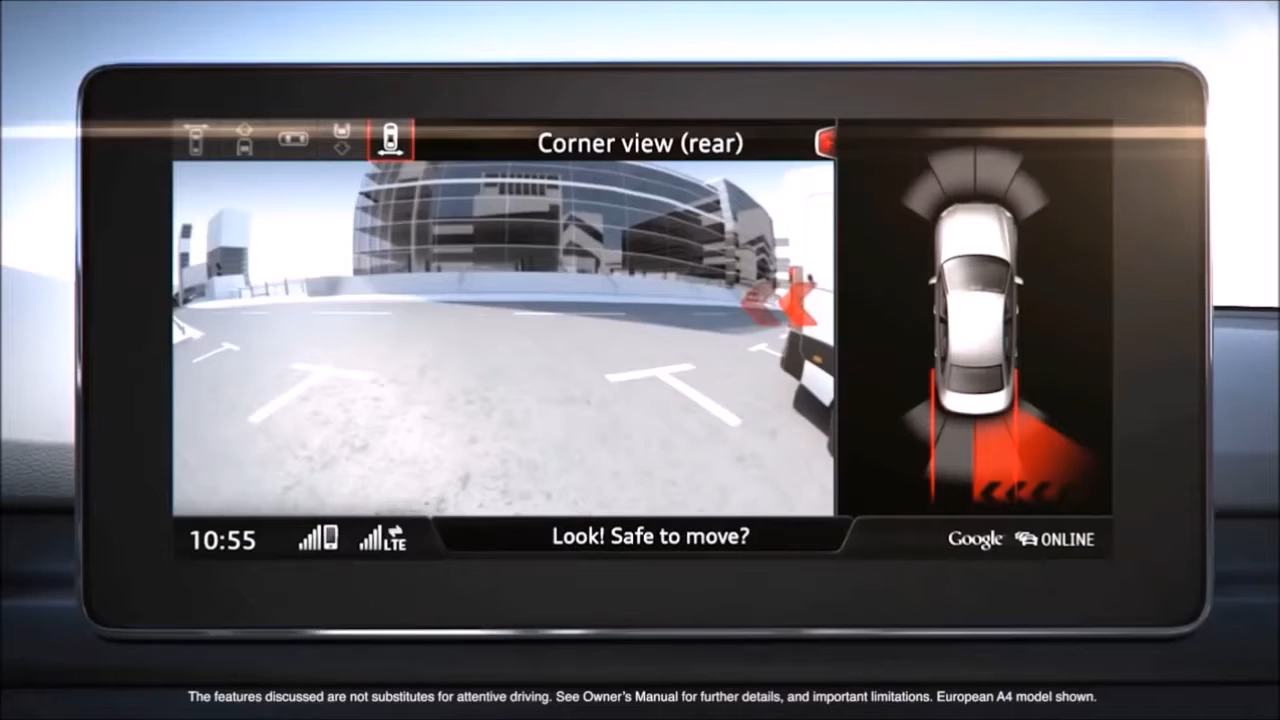 Corner view (rear)
10:55
LTE
Look! Safe to move?
Google
ONLINE
The features discussed are not substitutes for attentive driving. See Owner's Manual for further details, and important limitations. European A4 model shown.